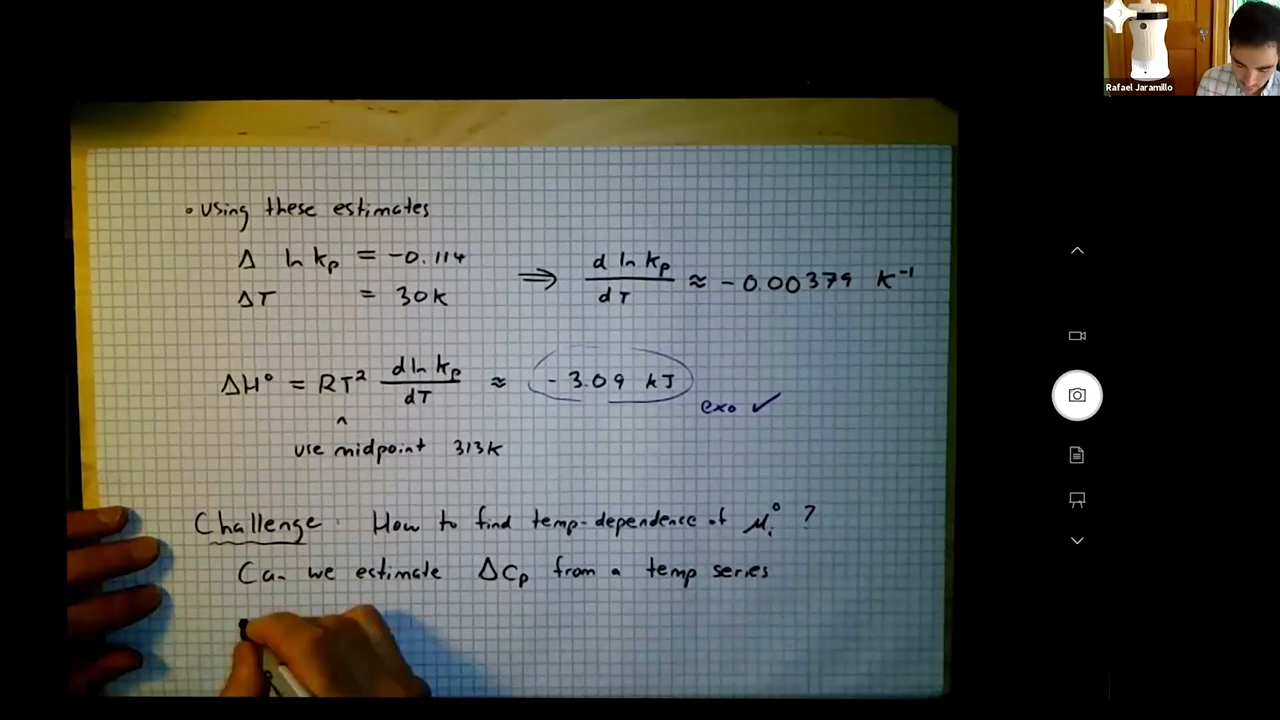 Rafael Jaramillo
• using these estimates
Δ ln kp = -0.114
ΔT = 30K
⟹ d ln kp / dT ≈ -0.00379 K⁻¹
ΔH° = RT² d ln kp / dT ≈ -3.09 kJ
exo ✓
^
use midpoint 313K
Challenge: How to find temp-dependence of μᵢ° ?
Can we estimate ΔCp from a temp series